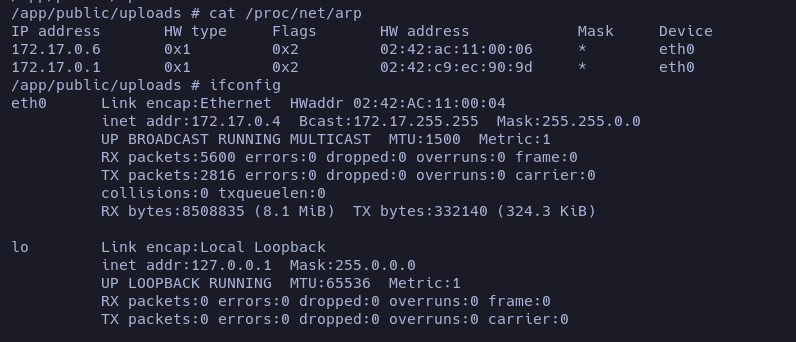 /app/public/uploads # cat /proc/net/arp
IP address HW type Flags HW address Mask Device
172.17.0.6 0x1 0x2 02:42:ac:11:00:06 * eth0
172.17.0.1 0x1 0x2 02:42:c9:ec:90:9d * eth0
/app/public/uploads # ifconfig
eth0 Link encap:Ethernet HWaddr 02:42:AC:11:00:04
inet addr:172.17.0.4 Bcast:172.17.255.255 Mask:255.255.0.0
UP BROADCAST RUNNING MULTICAST MTU:1500 Metric:1
RX packets:5600 errors:0 dropped:0 overruns:0 frame:0
TX packets:2816 errors:0 dropped:0 overruns:0 carrier:0
collisions:0 txqueuelen:0
RX bytes:8508835 (8.1 MiB) TX bytes:332140 (324.3 KiB)
lo Link encap:Local Loopback
inet addr:127.0.0.1 Mask:255.0.0.0
UP LOOPBACK RUNNING MTU:65536 Metric:1
RX packets:0 errors:0 dropped:0 overruns:0 frame:0
TX packets:0 errors:0 dropped:0 overruns:0 carrier:0